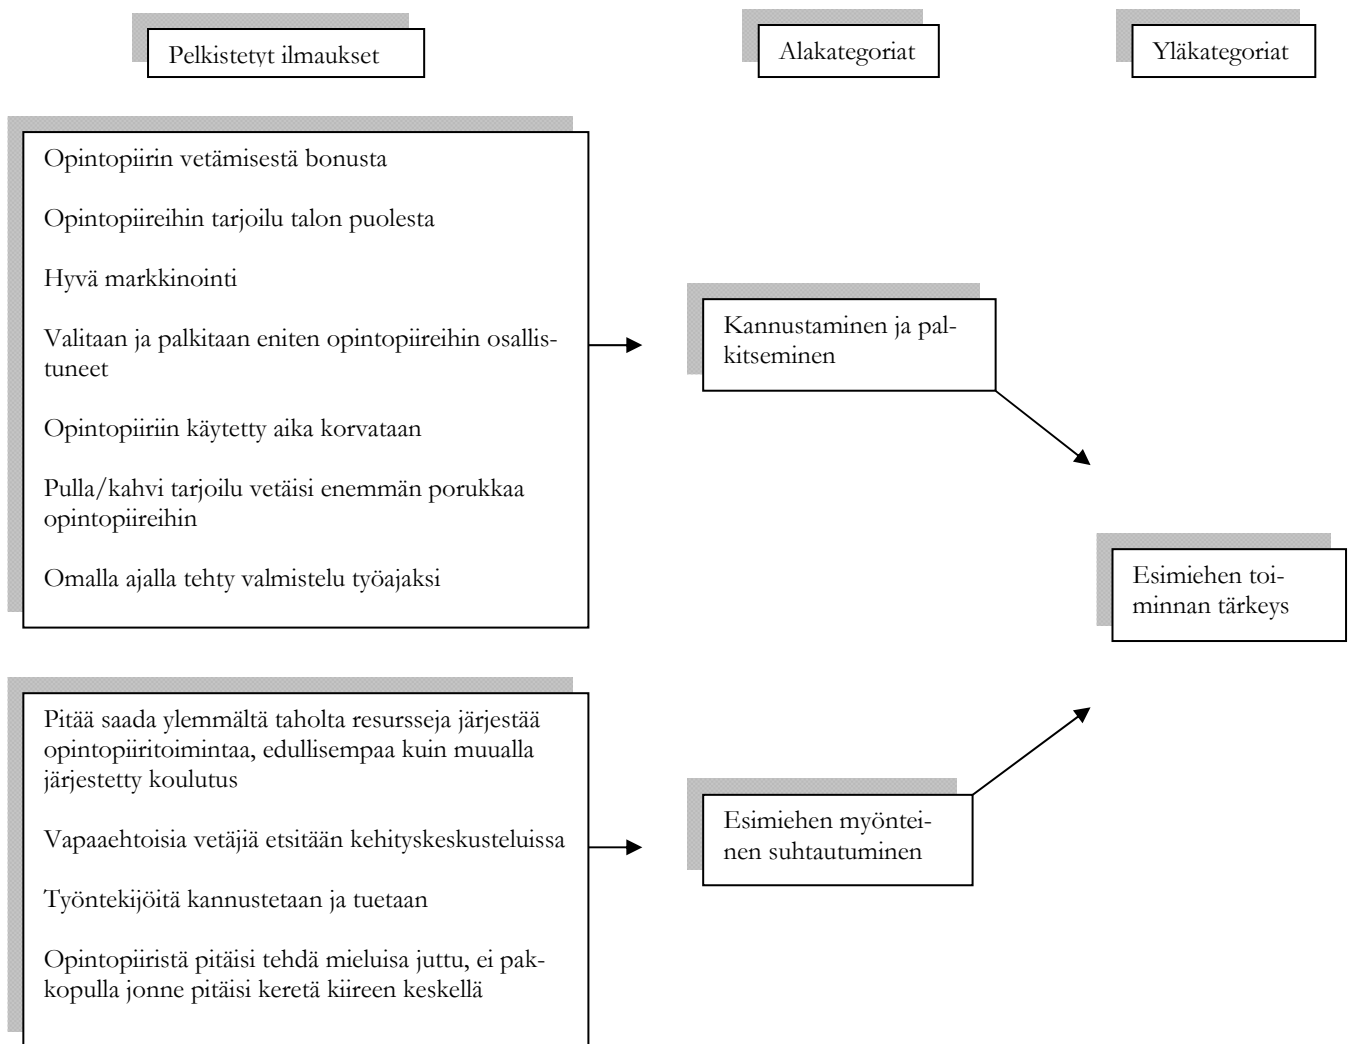 Pelkistetyt ilmaukset
Alakategoriat
Yläkategoriat
Opintopiirin vetämisestä bonusta
Opintopiireihin tarjoilu talon puolesta
Hyvä markkinointi
Valitaan ja palkitaan eniten opintopiireihin osallis-
tuneet
Opintopiiriin käytetty aika korvataan
Pulla/kahvi tarjoilu vetäisi enemmän porukkaa
opintopiireihin
Omalla ajalla tehty valmistelu työajaksi
Kannustaminen ja pal-
kitseminen
Esimiehen toi-
minnan tärkeys
Pitää saada ylemmältä taholta resursseja järjestää
opintopiiritoimintaa, edullisempaa kuin muualla
järjestetty koulutus
Vapaaehtoisia vetäjiä etsitään kehityskeskusteluissa
Työntekijöitä kannustetaan ja tuetaan
Opintopiiristä pitäisi tehdä mieluisa juttu, ei pak-
kopulla jonne pitäisi keretä kiireen keskellä
Esimiehen myöntei-
nen suhtautuminen